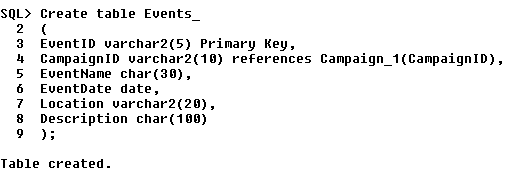 SQL> Create table Events_
2 (
3 EventID varchar2(5) Primary Key,
4 CampaignID varchar2(10) references Campaign_1(CampaignID),
5 EventName char(30),
6 EventDate date,
7 Location varchar2(20),
8 Description char(100)
9 );
Table created.